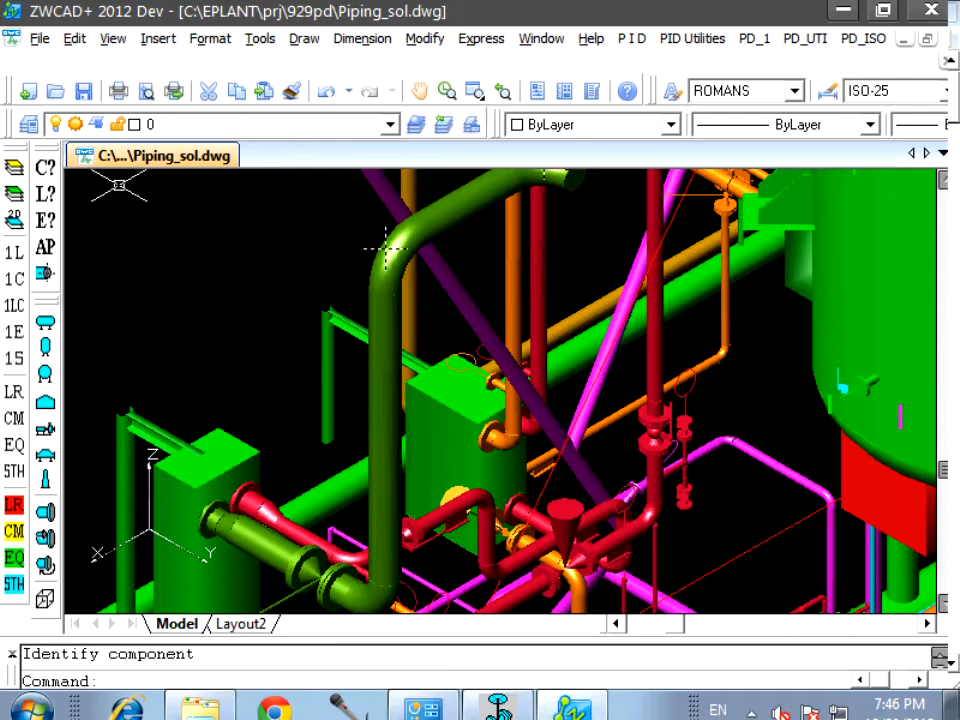 ZWCAD+ 2012 Dev - [C:\EPLANT\prj\929pd\Piping_sol.dwg]
File Edit View Insert Format Tools Draw Dimension Modify Express Window Help P I D PID Utilities PD_1 PD_UTI PD_ISO
ROMANS ISO-25
0 ByLayer ByLayer
C:\...\Piping_sol.dwg
C?
L?
2D E?
1L AP
1C
1LC
1E
1S
LR
CM
EQ
STH
LR
CM
EQ
STH
Z
X Y
Model Layout2
Identify component
Command:
EN 7:46 PM